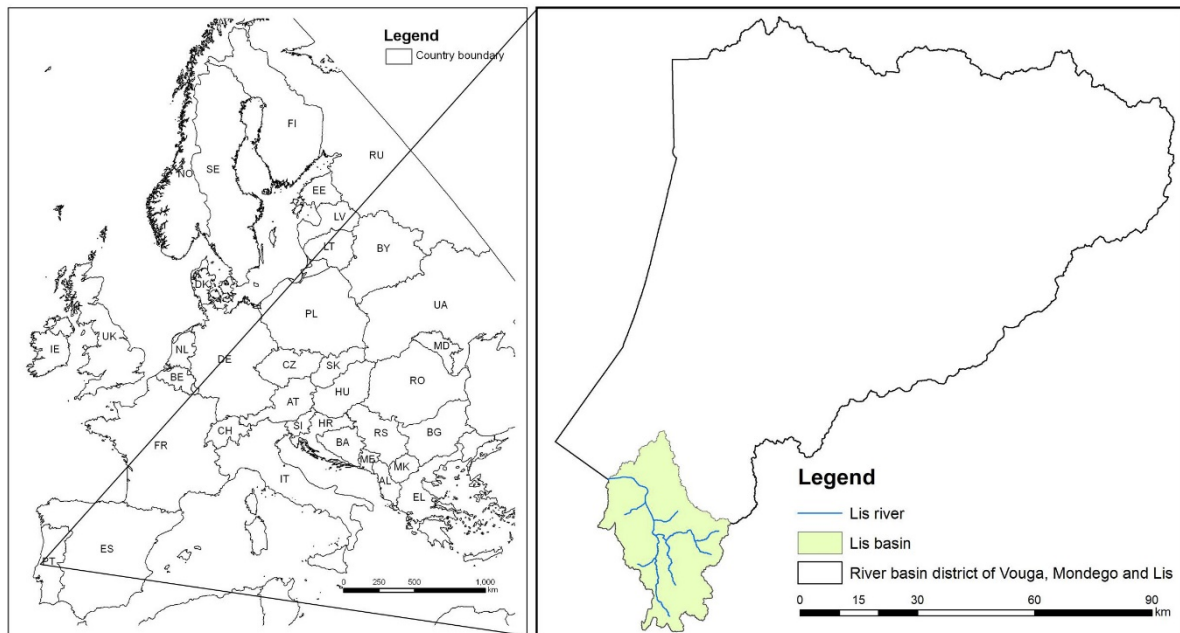 Legend
Country boundary
FI
RU
NO
SE
EE
LV
LT
BY
DK
IE
UK
NL
BE
DE
PL
UA
CZ
SK
MD
AT
HU
RO
FR
CH
SI
HR
BA
RS
BG
ME
MK
AL
IT
EL
PT
ES
0 250 500 1.000
km
Legend
Lis river
Lis basin
River basin district of Vouga, Mondego and Lis
0 15 30 60 90
km